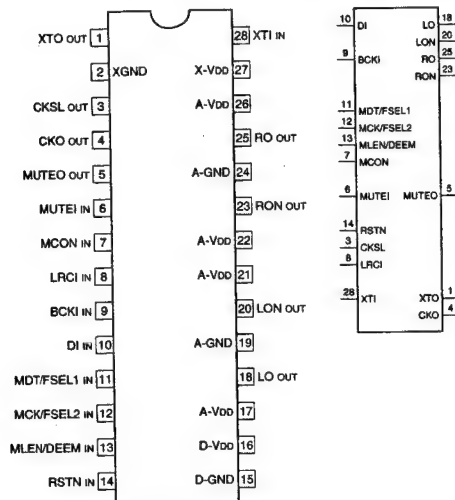 XTO OUT 1
2 XGND
CKSL OUT 3
CKO OUT 4
MUTEO OUT 5
MUTEI IN 6
MCON IN 7
LRCI IN 8
BCKI IN 9
DI IN 10
MDT/FSEL1 IN 11
MCK/FSEL2 IN 12
MLEN/DEEM IN 13
RSTN IN 14
28 XTI IN
X-VDD 27
A-VDD 26
25 RO OUT
A-GND 24
23 RON OUT
A-VDD 22
A-VDD 21
20 LON OUT
A-GND 19
18 LO OUT
A-VDD 17
D-VDD 16
D-GND 15
10 DI
9 BCKI
11 MDT/FSEL1
12 MCK/FSEL2
13 MLEN/DEEM
7 MCON
6 MUTEI
14 RSTN
3 CKSL
8 LRCI
28 XTI
LO 18
LON 20
RO 25
RON 23
MUTEO 5
XTO 1
CKO 4